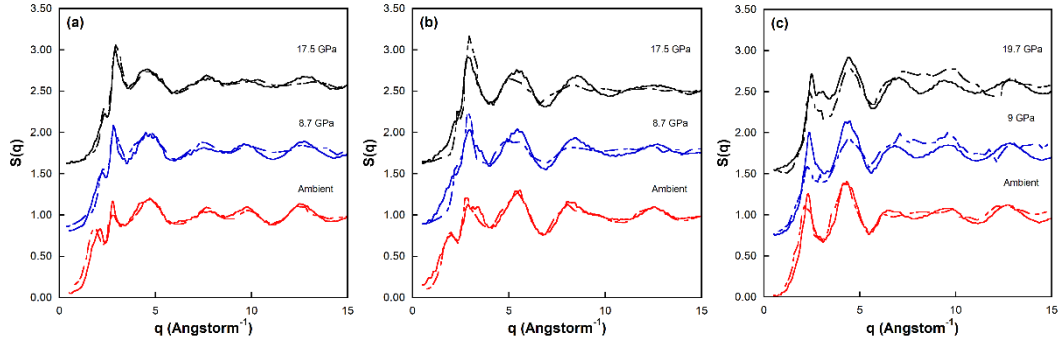 (a)
3.50
3.00
2.50
2.00
1.50
1.00
0.50
0.00
S(q)
17.5 GPa
8.7 GPa
Ambient
0
5
10
15
q (Angstorm-1)
(b)
3.50
3.00
2.50
2.00
1.50
1.00
0.50
0.00
S(q)
17.5 GPa
8.7 GPa
Ambient
0
5
10
15
q (Angstorm-1)
(c)
3.50
3.00
2.50
2.00
1.50
1.00
0.50
0.00
S(q)
19.7 GPa
9 GPa
Ambient
0
5
10
15
q (Angstom-1)